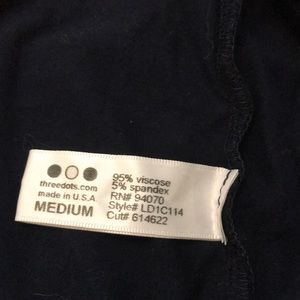 threedots.com
made in U.S.A.
MEDIUM
95% viscose
5% spandex
RN# 94070
Style# LD1C114
Cut# 614622